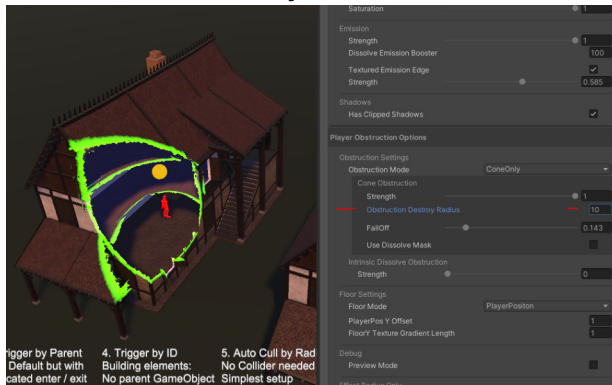 Saturation
1
Emission
Strength
1
Dissolve Emission Booster
100
Textured Emission Edge
Strength
0.585
Shadows
Has Clipped Shadows
Player Obstruction Options
Obstruction Settings
Obstruction Mode
ConeOnly
Cone Obstruction
Strength
1
Obstruction Destroy Radius
10
FallOff
0.143
Use Dissolve Mask
Intrinsic Dissolve Obstruction
Strength
0
Floor Settings
Floor Mode
PlayerPositon
PlayerPos Y Offset
1
FloorY Texture Gradient Length
1
Debug
Preview Mode
rigger by Parent
Default but with
cated enter / exit
4. Trigger by ID
Building elements:
No parent GameObject
5. Auto Cull by Rad
No Collider needed
Simplest setup